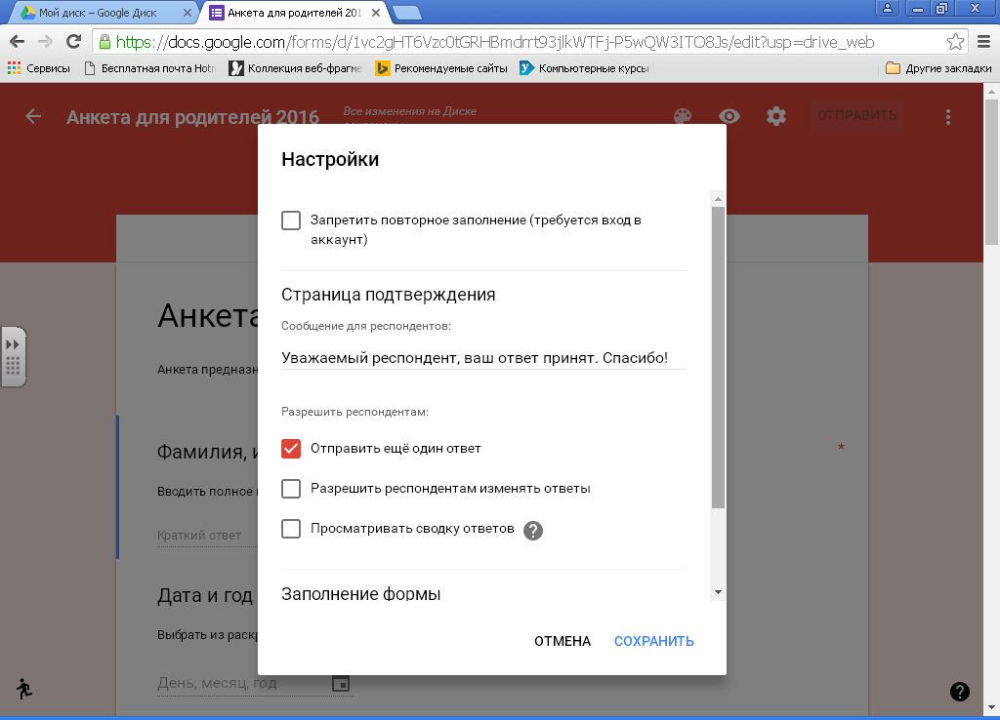 Мой диск – Google Диск
Анкета для родителей 201
https://docs.google.com/forms/d/1vc2gHT6Vzc0tGRHBmdrrt93jlkWTFj-P5wQW3ITO8Js/edit?usp=drive_web
Сервисы
Бесплатная почта Hotm
Коллекция веб-фрагме
Рекомендуемые сайты
Компьютерные курсы
Другие закладки
Анкета для родителей 2016
Все изменения на Диске
ОТПРАВИТЬ
Настройки
Запретить повторное заполнение (требуется вход в
аккаунт)
Страница подтверждения
Сообщение для респондентов:
Уважаемый респондент, ваш ответ принят. Спасибо!
Разрешить респондентам:
Отправить ещё один ответ
Разрешить респондентам изменять ответы
Просматривать сводку ответов
Заполнение формы
ОТМЕНА
СОХРАНИТЬ
Анкета
Анкета предназн
Фамилия, и
*
Вводить полное
Краткий ответ
Дата и год
Выбрать из раскр
День, месяц, год